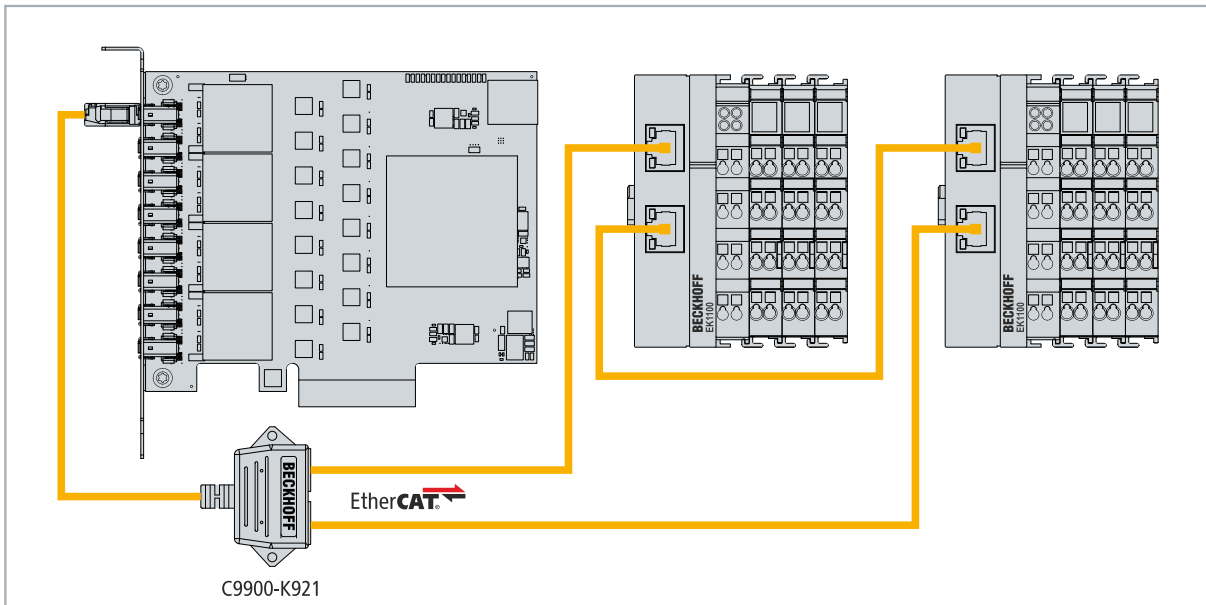 BECKHOFF
EK1100
BECKHOFF
EK1100
BECKHOFF
EtherCAT®
C9900-K921